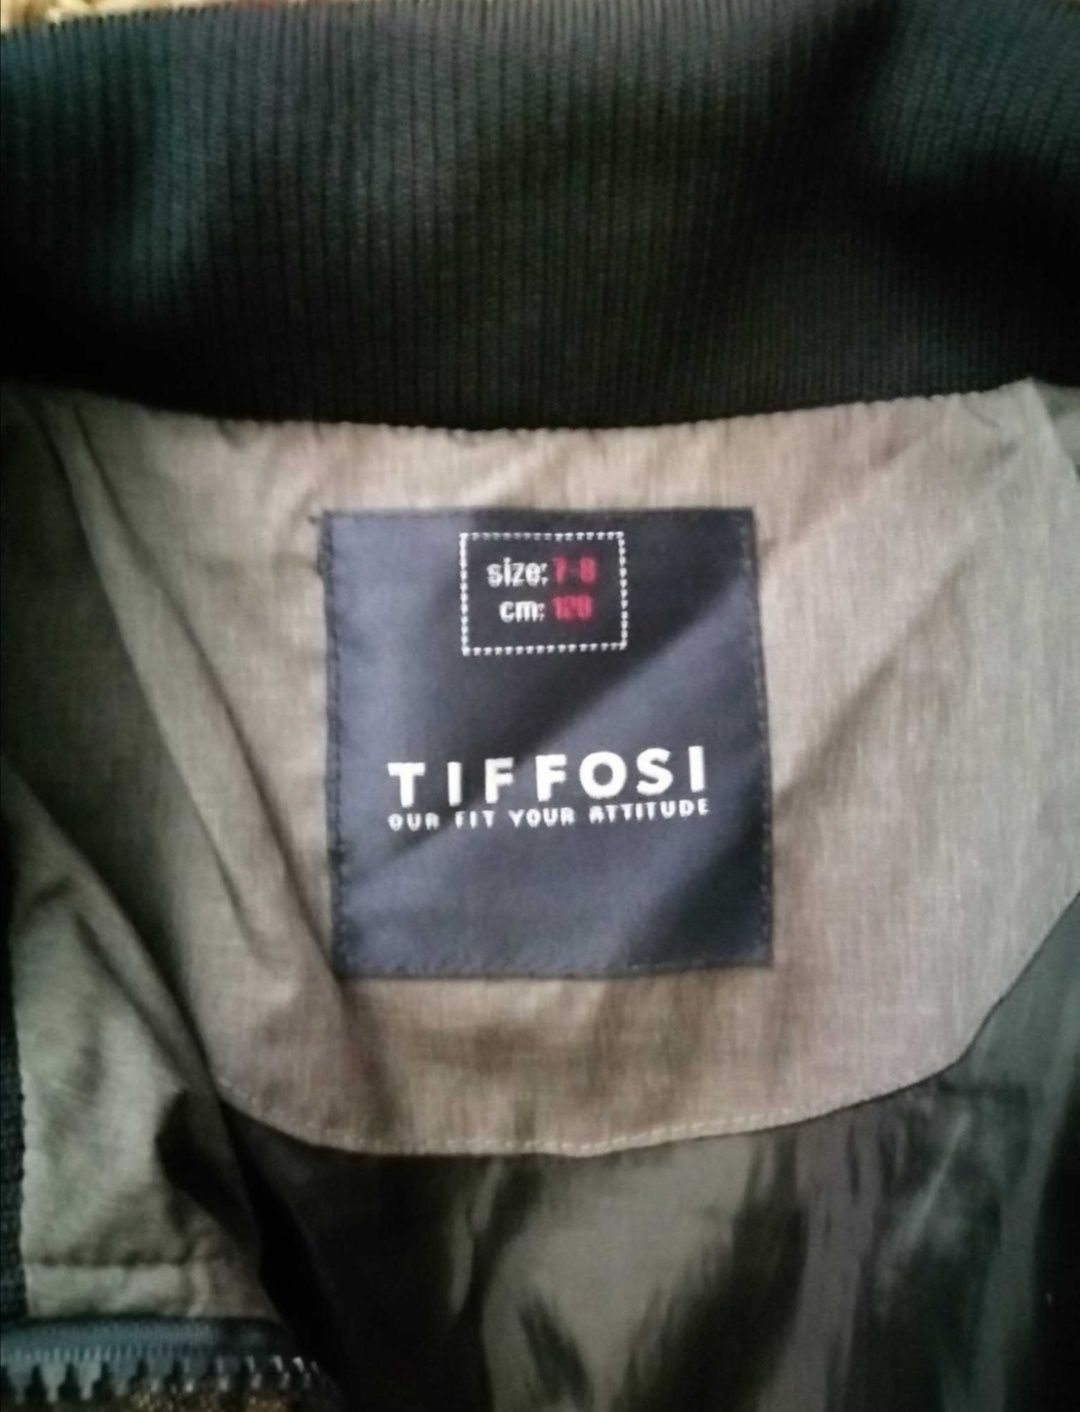 size: 7-8
cm: 128
TIFFOSI
OUR FIT YOUR ATTITUDE